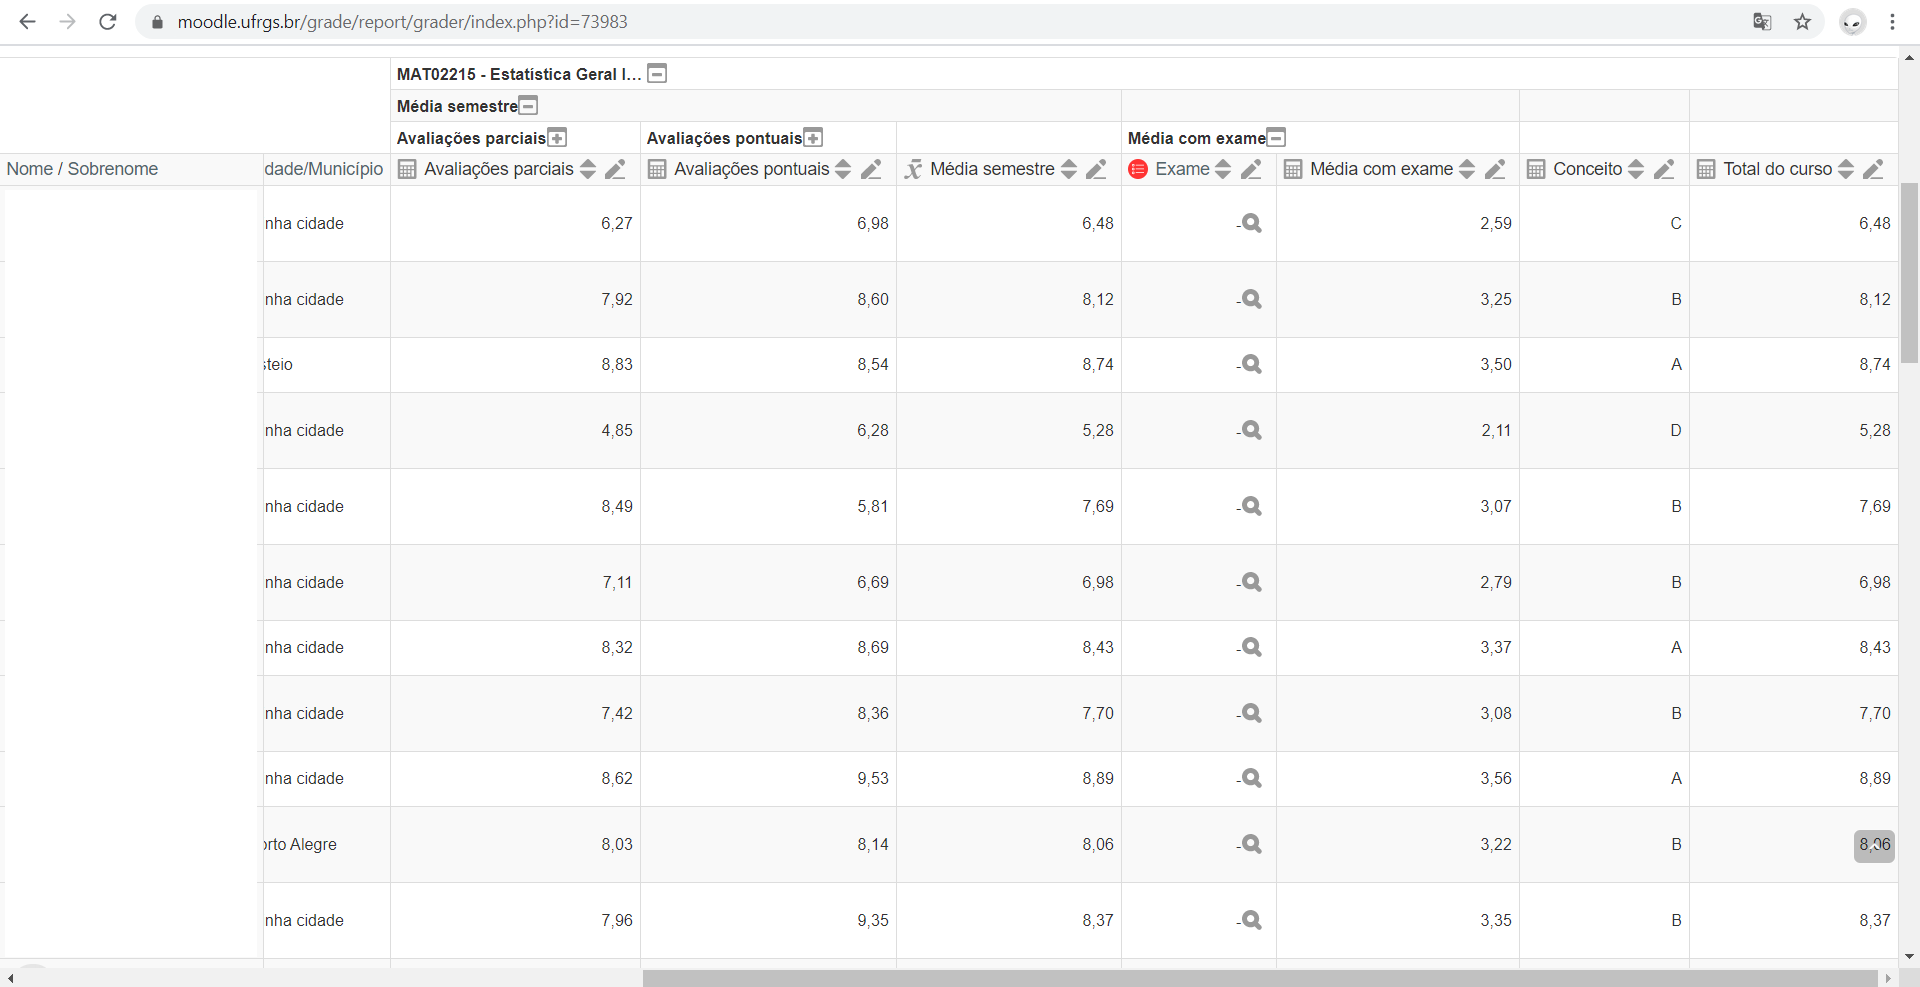 moodle.ufrgs.br/grade/report/grader/index.php?id=73983
MAT02215 - Estatística Geral I...
Média semestre
Avaliações parciais Avaliações pontuais Média com exame
Nome / Sobrenome dade/Município Avaliações parciais Avaliações pontuais Média semestre Exame Média com exame Conceito Total do curso
nha cidade 6,27 6,98 6,48 - 2,59 C 6,48
nha cidade 7,92 8,60 8,12 - 3,25 B 8,12
steio 8,83 8,54 8,74 - 3,50 A 8,74
nha cidade 4,85 6,28 5,28 - 2,11 D 5,28
nha cidade 8,49 5,81 7,69 - 3,07 B 7,69
nha cidade 7,11 6,69 6,98 - 2,79 B 6,98
nha cidade 8,32 8,69 8,43 - 3,37 A 8,43
nha cidade 7,42 8,36 7,70 - 3,08 B 7,70
nha cidade 8,62 9,53 8,89 - 3,56 A 8,89
orto Alegre 8,03 8,14 8,06 - 3,22 B 8,06
nha cidade 7,96 9,35 8,37 - 3,35 B 8,37